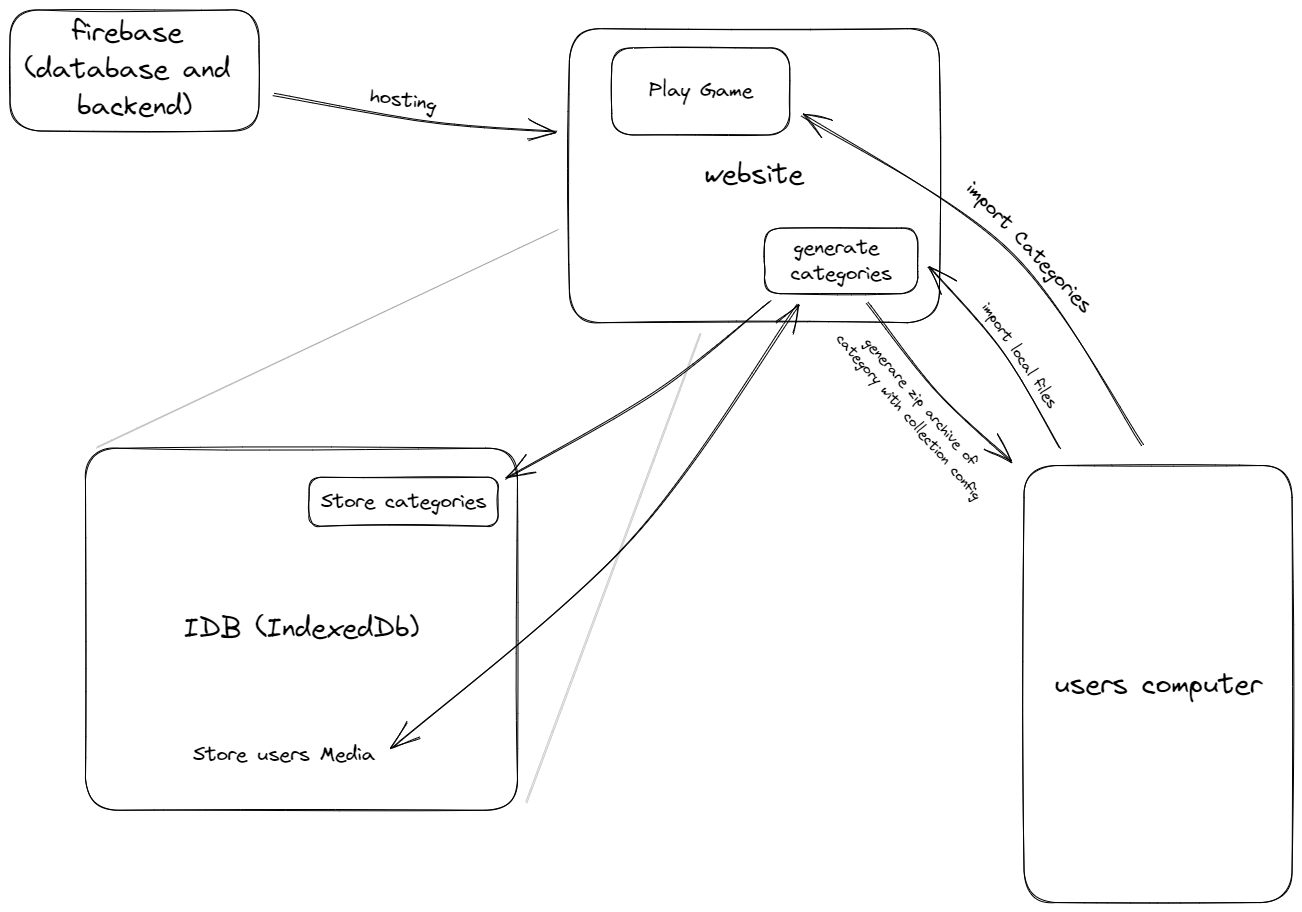 firebase
(database and
backend)
hosting
Play Game
website
generate
categories
import Categories
import local files
generare zip archive of
category with collection config
Store categories
IDB (IndexedDb)
Store users Media
users computer